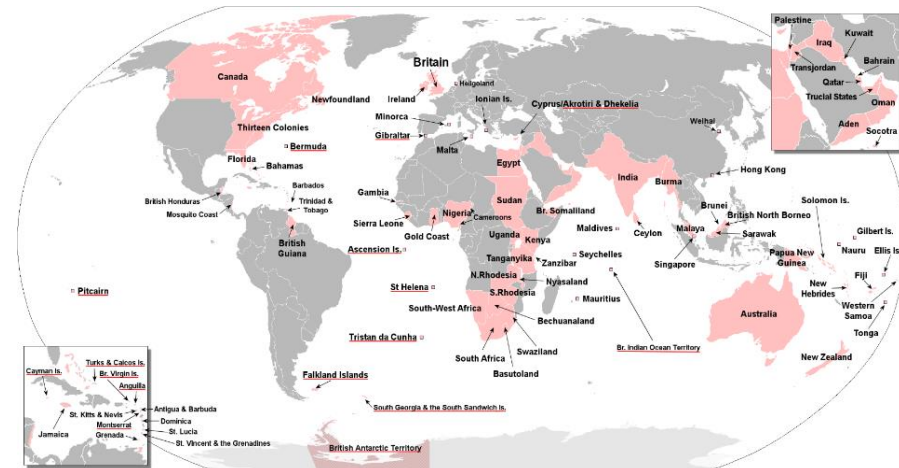 Canada
Newfoundland
Thirteen Colonies
Bermuda
Florida
Bahamas
British Honduras
Mosquito Coast
Barbados
Trinidad &
Tobago
British
Guiana
Pitcairn
Britain
Ireland
Helgoland
Minorca
Gibraltar
Ionian Is.
Malta
Cyprus/Akrotiri & Dhekelia
Weihai
Hong Kong
Egypt
Gambia
Sierra Leone
Gold Coast
Nigeria
Cameroons
Sudan
Br. Somaliland
Uganda
Kenya
Tanganyika
Zanzibar
Ascension Is.
St Helena
Tristan da Cunha
N.Rhodesia
Nyasaland
S.Rhodesia
South-West Africa
Bechuanaland
Swaziland
South Africa
Basutoland
India
Burma
Maldives
Ceylon
Seychelles
Mauritius
Br. Indian Ocean Territory
Malaya
Singapore
Brunei
British North Borneo
Sarawak
Solomon Is.
Gilbert Is.
Nauru
Ellis Is.
Papua New
Guinea
Fiji
New
Hebrides
Western
Samoa
Tonga
Australia
New Zealand
Falkland Islands
South Georgia & the South Sandwich Is.
British Antarctic Territory
Palestine
Iraq
Kuwait
Transjordan
Bahrain
Qatar
Trucial States
Oman
Aden
Socotra
Turks & Caicos Is.
Cayman Is.
Br. Virgin Is.
Anguilla
St. Kitts & Nevis
Antigua & Barbuda
Montserrat
Dominica
Jamaica
Grenada
St. Lucia
St. Vincent & the Grenadines